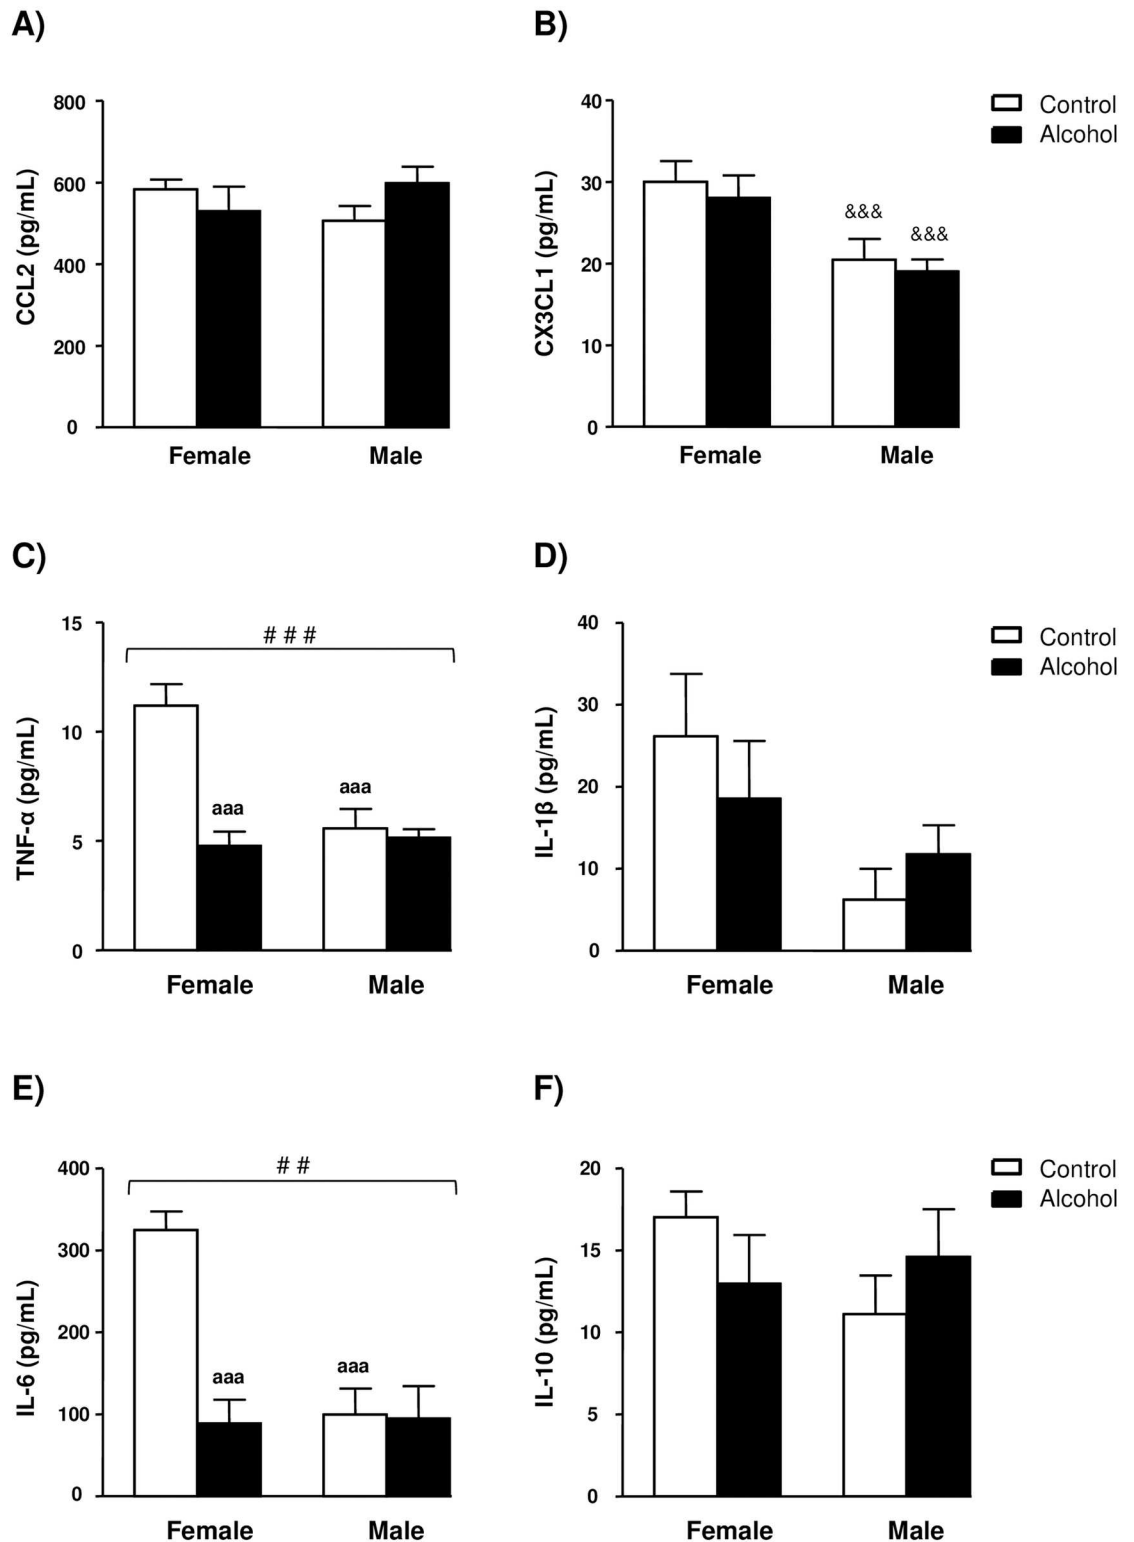 A)
CCL2 (pg/mL)
800
600
400
200
0
Female Male
B)
CX3CL1 (pg/mL)
40
30
20
10
0
&&&
&&&
Female Male
Control
Alcohol
C)
TNF-α (pg/mL)
15
10
5
0
# # #
aaa
aaa
Female Male
D)
IL-1β (pg/mL)
40
30
20
10
0
Female Male
Control
Alcohol
E)
IL-6 (pg/mL)
400
300
200
100
0
# #
aaa
aaa
Female Male
F)
IL-10 (pg/mL)
20
15
10
5
0
Female Male
Control
Alcohol